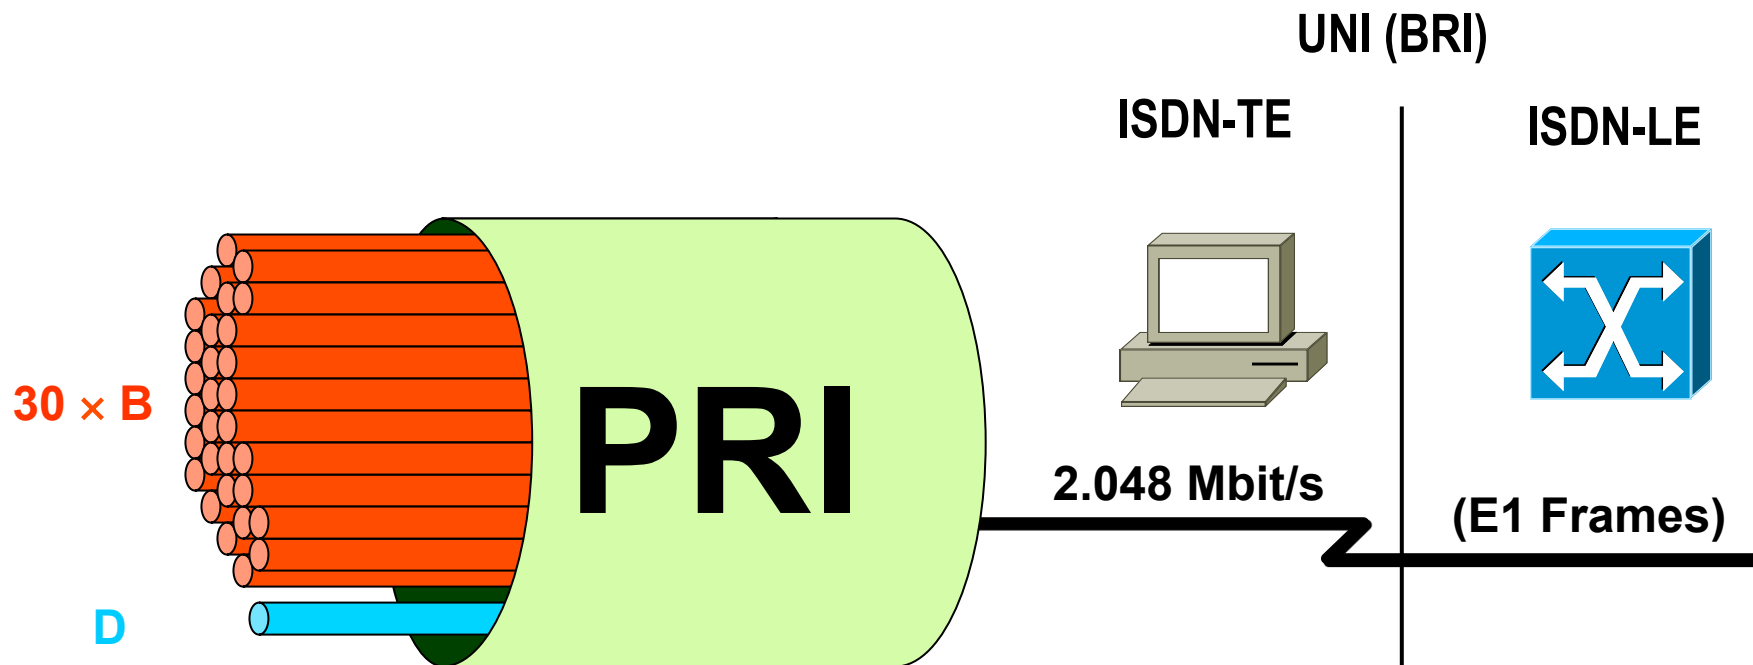 UNI (BRI)
ISDN-TE
ISDN-LE
30 × B
PRI
2.048 Mbit/s
(E1 Frames)
D